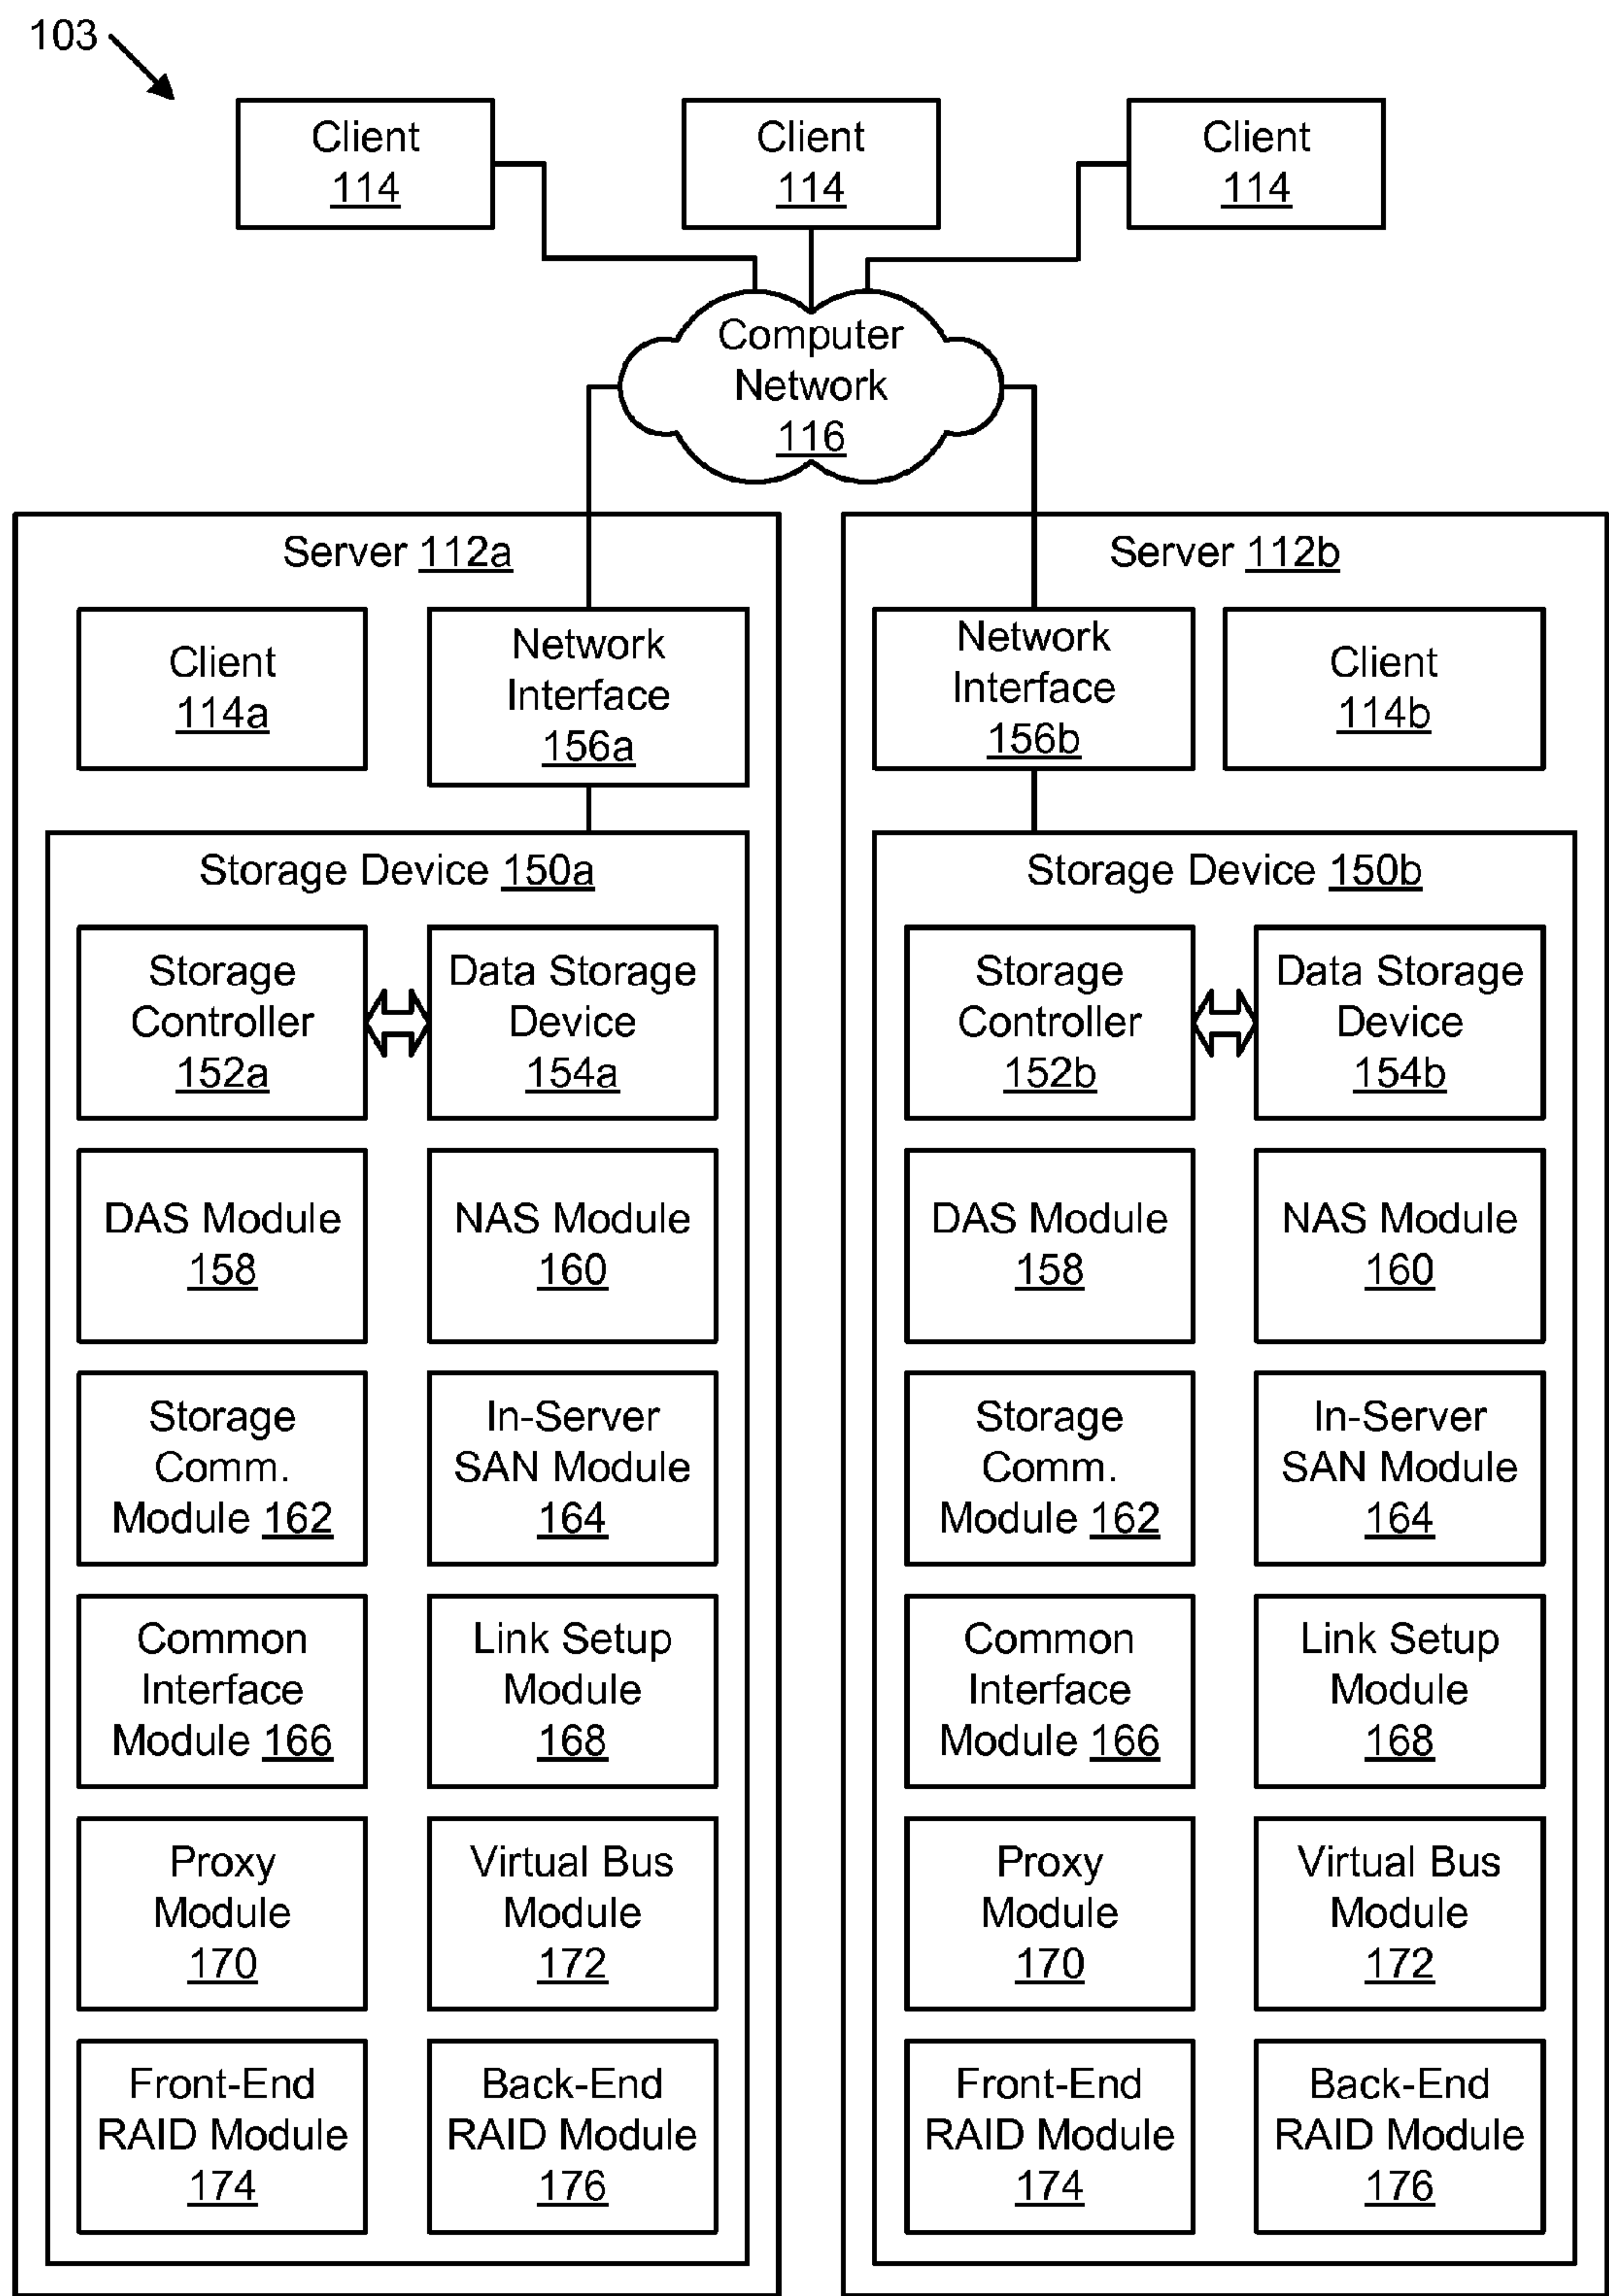 103
Client
114
Client
114
Client
114
Computer
Network
116
Server 112a
Client
114a
Network
Interface
156a
Storage Device 150a
Storage
Controller
152a
Data Storage
Device
154a
DAS Module
158
NAS Module
160
Storage
Comm.
Module 162
In-Server
SAN Module
164
Common
Interface
Module 166
Link Setup
Module
168
Proxy
Module
170
Virtual Bus
Module
172
Front-End
RAID Module
174
Back-End
RAID Module
176
Server 112b
Network
Interface
156b
Client
114b
Storage Device 150b
Storage
Controller
152b
Data Storage
Device
154b
DAS Module
158
NAS Module
160
Storage
Comm.
Module 162
In-Server
SAN Module
164
Common
Interface
Module 166
Link Setup
Module
168
Proxy
Module
170
Virtual Bus
Module
172
Front-End
RAID Module
174
Back-End
RAID Module
176